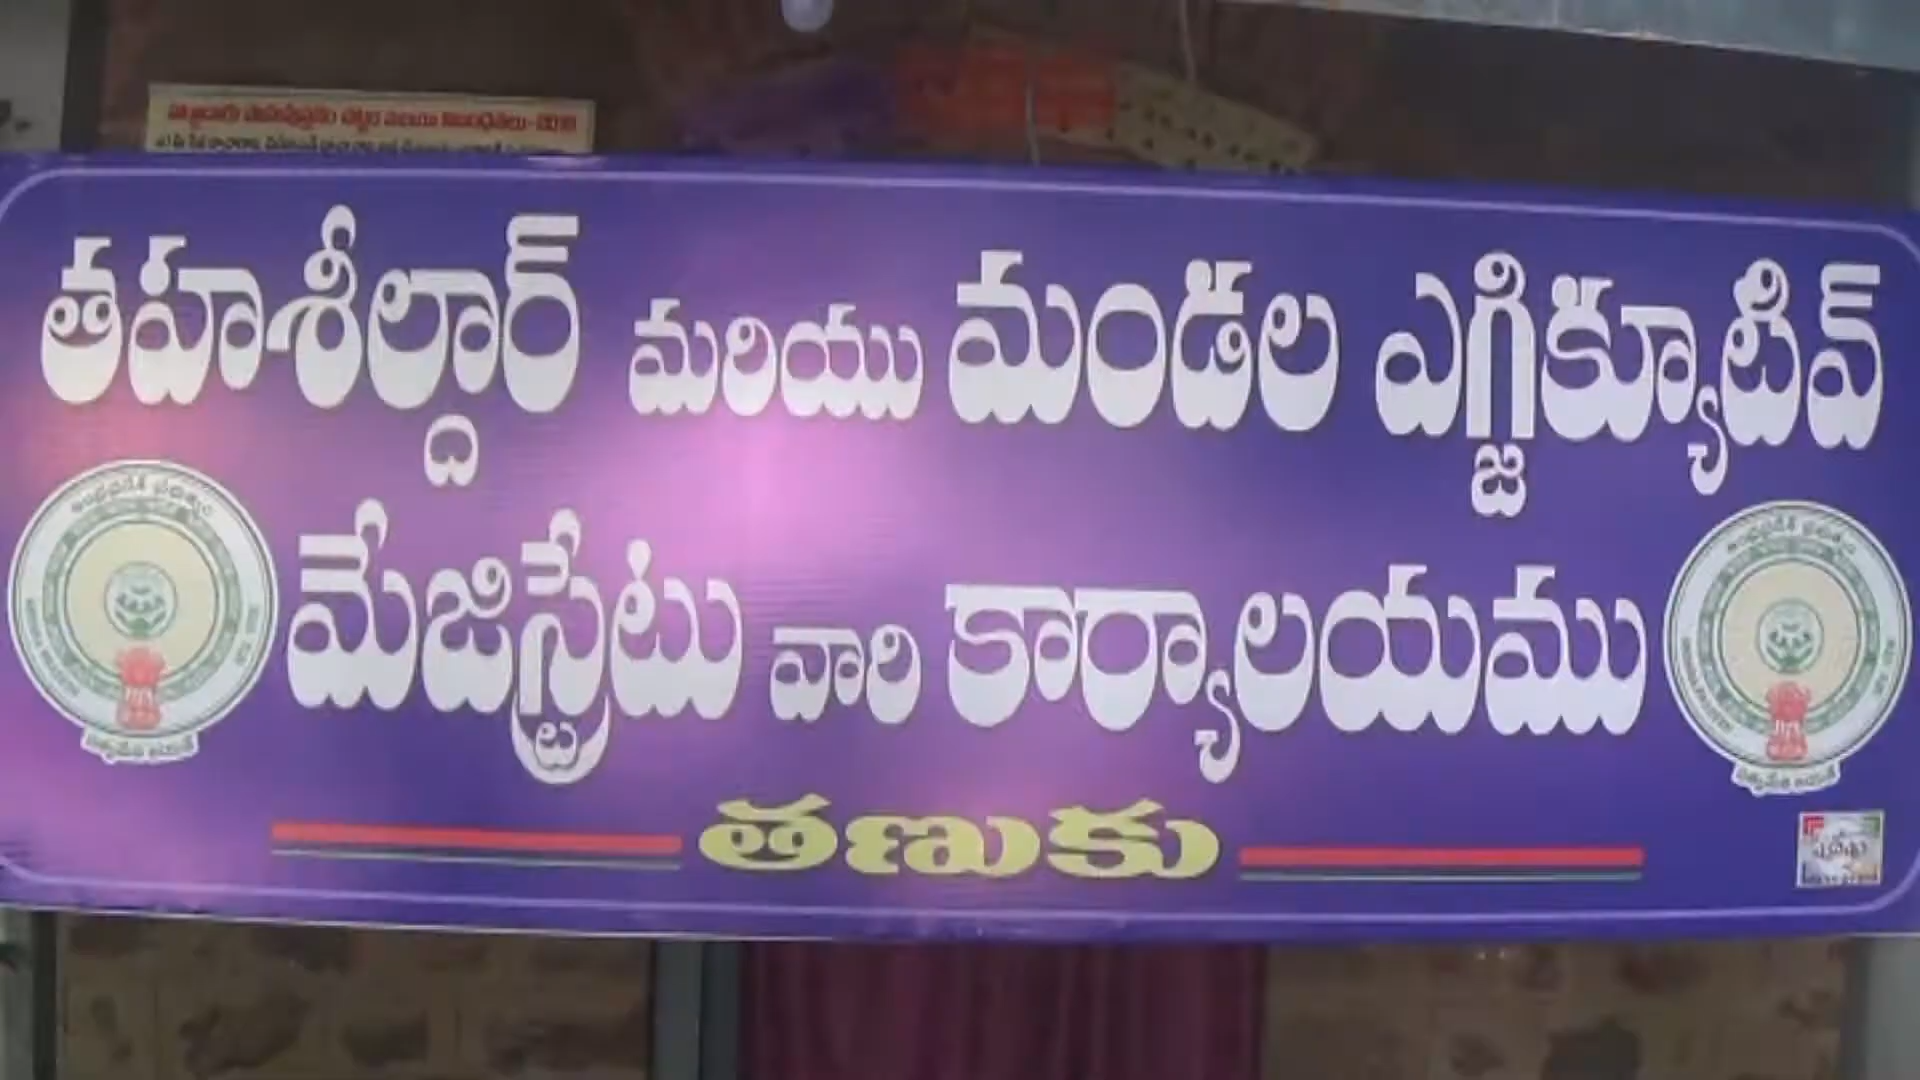 తహశీల్దార్ మరియు మండల ఎగ్జిక్యూటివ్
మేజిస్ట్రేటు వారి కార్యాలయము
తణుకు